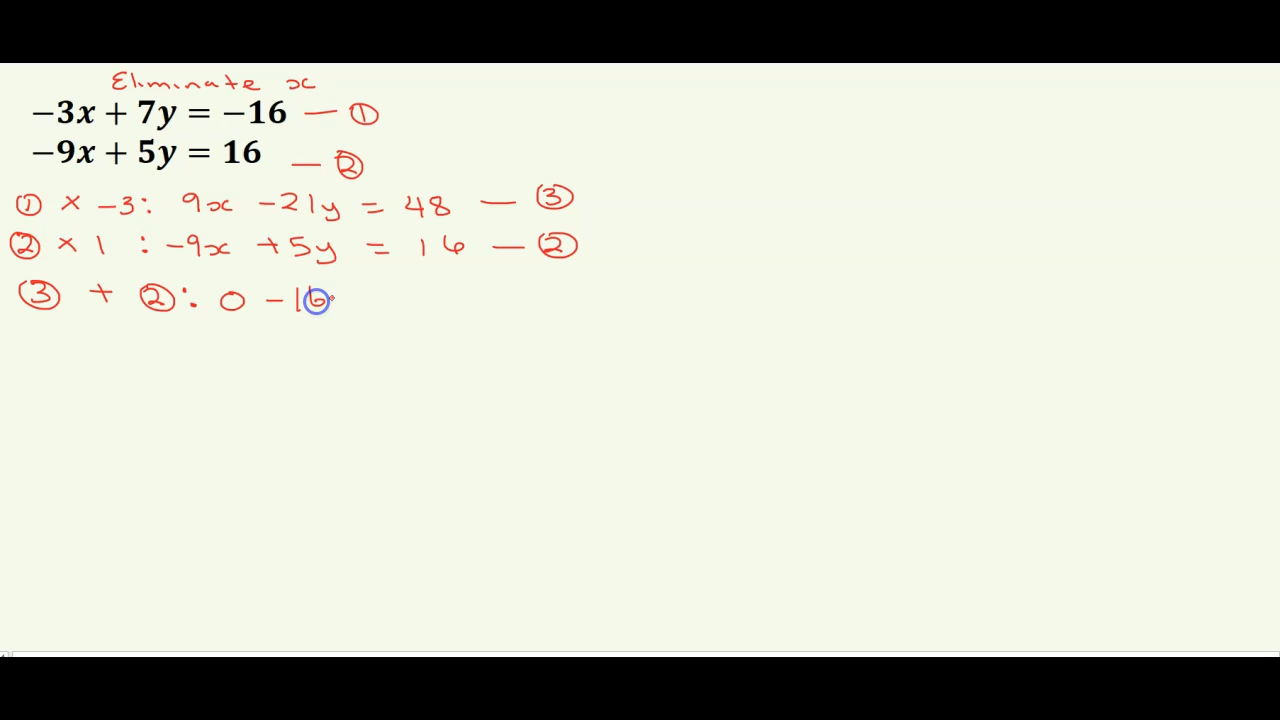 Eliminate x
−3x + 7y = −16 — ①
−9x + 5y = 16 — ②
① × −3: 9x −21y = 48 — ③
② × 1 : −9x +5y = 16 — ②
③ + ②: 0 −16